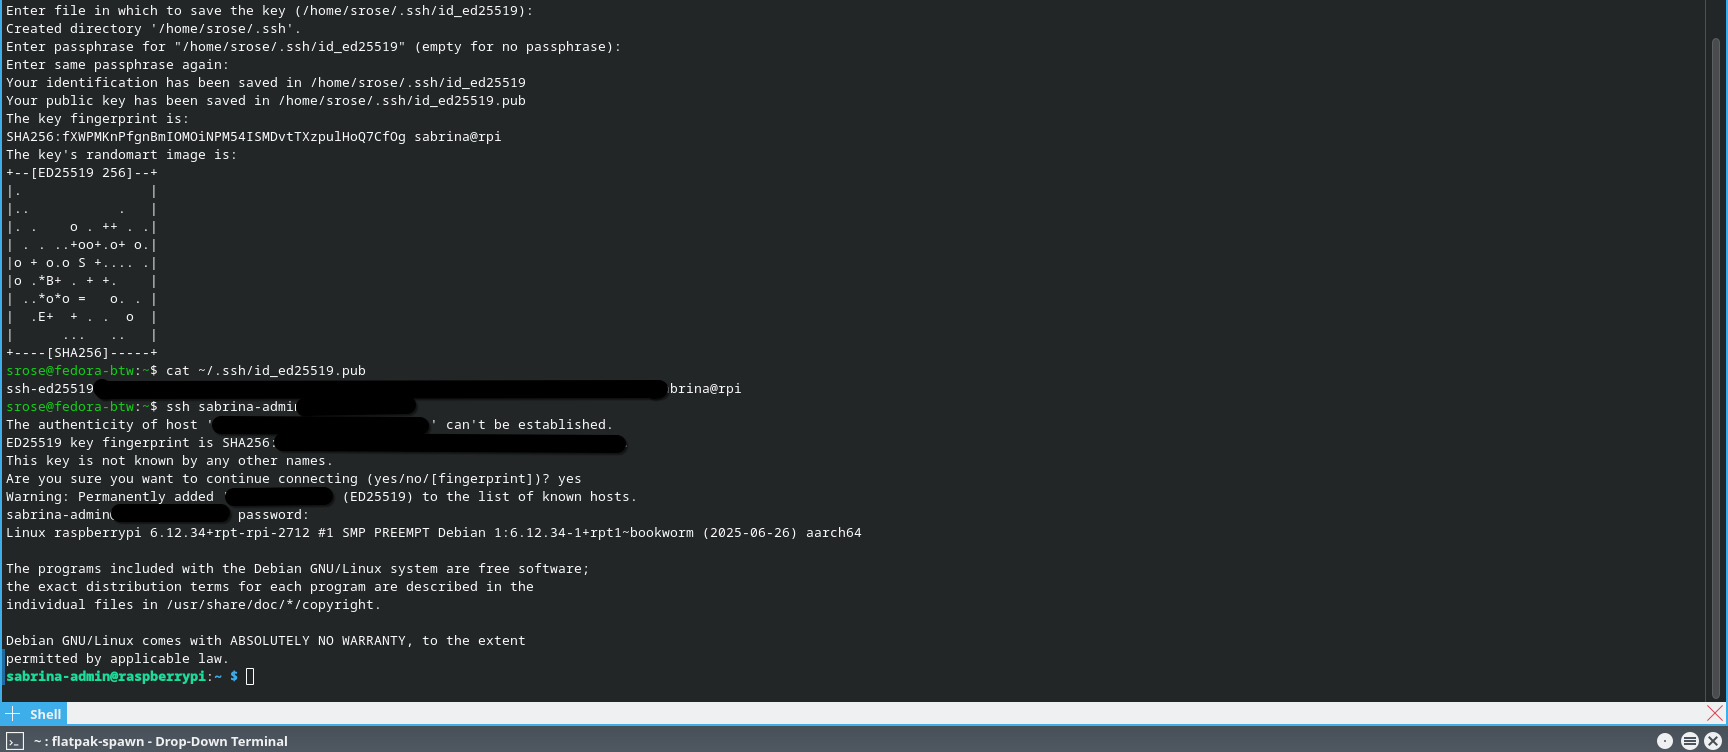 Enter file in which to save the key (/home/srose/.ssh/id_ed25519):
Created directory '/home/srose/.ssh'.
Enter passphrase for "/home/srose/.ssh/id_ed25519" (empty for no passphrase):
Enter same passphrase again:
Your identification has been saved in /home/srose/.ssh/id_ed25519
Your public key has been saved in /home/srose/.ssh/id_ed25519.pub
The key fingerprint is:
SHA256:fXWPMKnPfgnBmIOMOiNPM54ISMDvtTXzpulHoQ7CfOg sabrina@rpi
The key's randomart image is:
+--[ED25519 256]--+
|.                |
|..           .   |
|. .    o . ++ . .|
| . . ..+oo+.o+ o.|
|o + o.o S +.... .|
|o .*B+ . + +.    |
| ..*o*o =   o. . |
|  .E+  + . .  o  |
|      ...   ..   |
+----[SHA256]-----+
srose@fedora-btw:~$ cat ~/.ssh/id_ed25519.pub
ssh-ed25519 brina@rpi
srose@fedora-btw:~$ ssh sabrina-admin
The authenticity of host ' ' can't be established.
ED25519 key fingerprint is SHA256:
This key is not known by any other names.
Are you sure you want to continue connecting (yes/no/[fingerprint])? yes
Warning: Permanently added ' (ED25519) to the list of known hosts.
sabrina-admin password:
Linux raspberrypi 6.12.34+rpt-rpi-2712 #1 SMP PREEMPT Debian 1:6.12.34-1+rpt1~bookworm (2025-06-26) aarch64
The programs included with the Debian GNU/Linux system are free software;
the exact distribution terms for each program are described in the
individual files in /usr/share/doc/*/copyright.
Debian GNU/Linux comes with ABSOLUTELY NO WARRANTY, to the extent
permitted by applicable law.
sabrina-admin@raspberrypi:~ $
Shell
~ : flatpak-spawn - Drop-Down Terminal